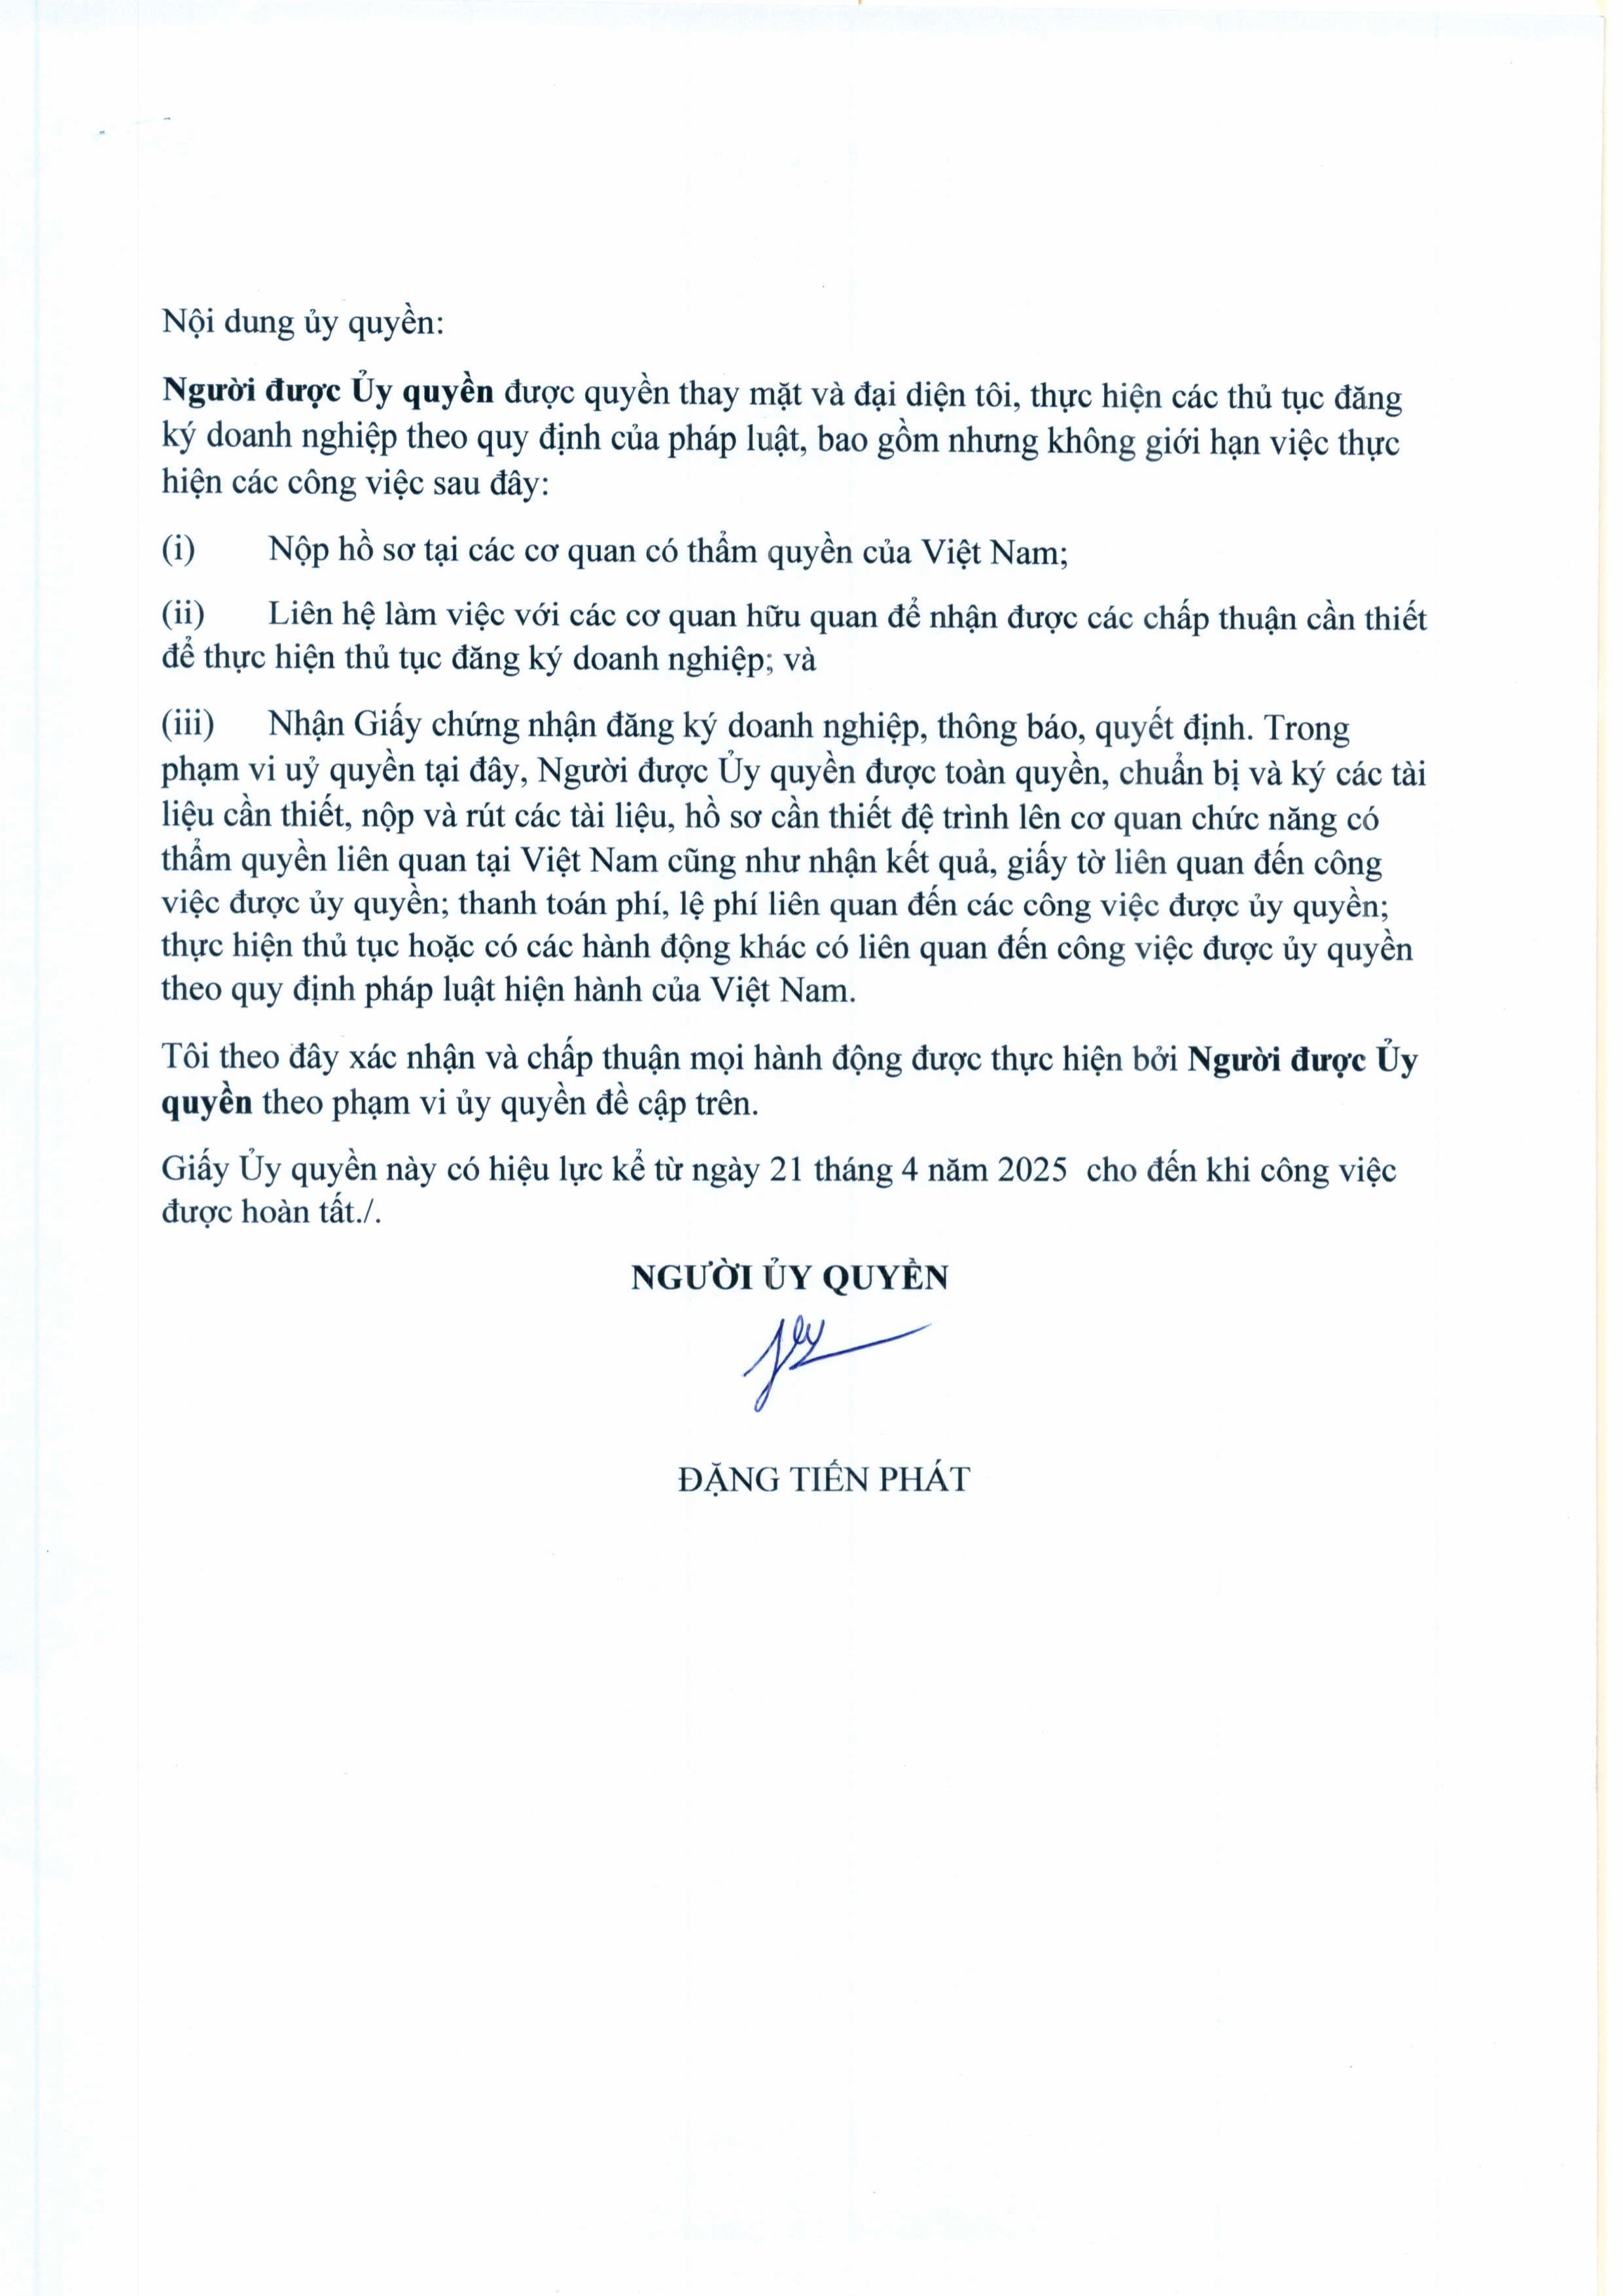 Nội dung ủy quyền:
Người được Ủy quyền được quyền thay mặt và đại diện tôi, thực hiện các thủ tục đăng
ký doanh nghiệp theo quy định của pháp luật, bao gồm nhưng không giới hạn việc thực
hiện các công việc sau đây:
(i) Nộp hồ sơ tại các cơ quan có thẩm quyền của Việt Nam;
(ii) Liên hệ làm việc với các cơ quan hữu quan để nhận được các chấp thuận cần thiết
để thực hiện thủ tục đăng ký doanh nghiệp; và
(iii) Nhận Giấy chứng nhận đăng ký doanh nghiệp, thông báo, quyết định. Trong
phạm vi uỷ quyền tại đây, Người được Ủy quyền được toàn quyền, chuẩn bị và ký các tài
liệu cần thiết, nộp và rút các tài liệu, hồ sơ cần thiết đệ trình lên cơ quan chức năng có
thẩm quyền liên quan tại Việt Nam cũng như nhận kết quả, giấy tờ liên quan đến công
việc được ủy quyền; thanh toán phí, lệ phí liên quan đến các công việc được ủy quyền;
thực hiện thủ tục hoặc có các hành động khác có liên quan đến công việc được ủy quyền
theo quy định pháp luật hiện hành của Việt Nam.
Tôi theo đây xác nhận và chấp thuận mọi hành động được thực hiện bởi Người được Ủy
quyền theo phạm vi ủy quyền đề cập trên.
Giấy Ủy quyền này có hiệu lực kể từ ngày 21 tháng 4 năm 2025 cho đến khi công việc
được hoàn tất./.
NGƯỜI ỦY QUYỀN
ĐẶNG TIẾN PHÁT